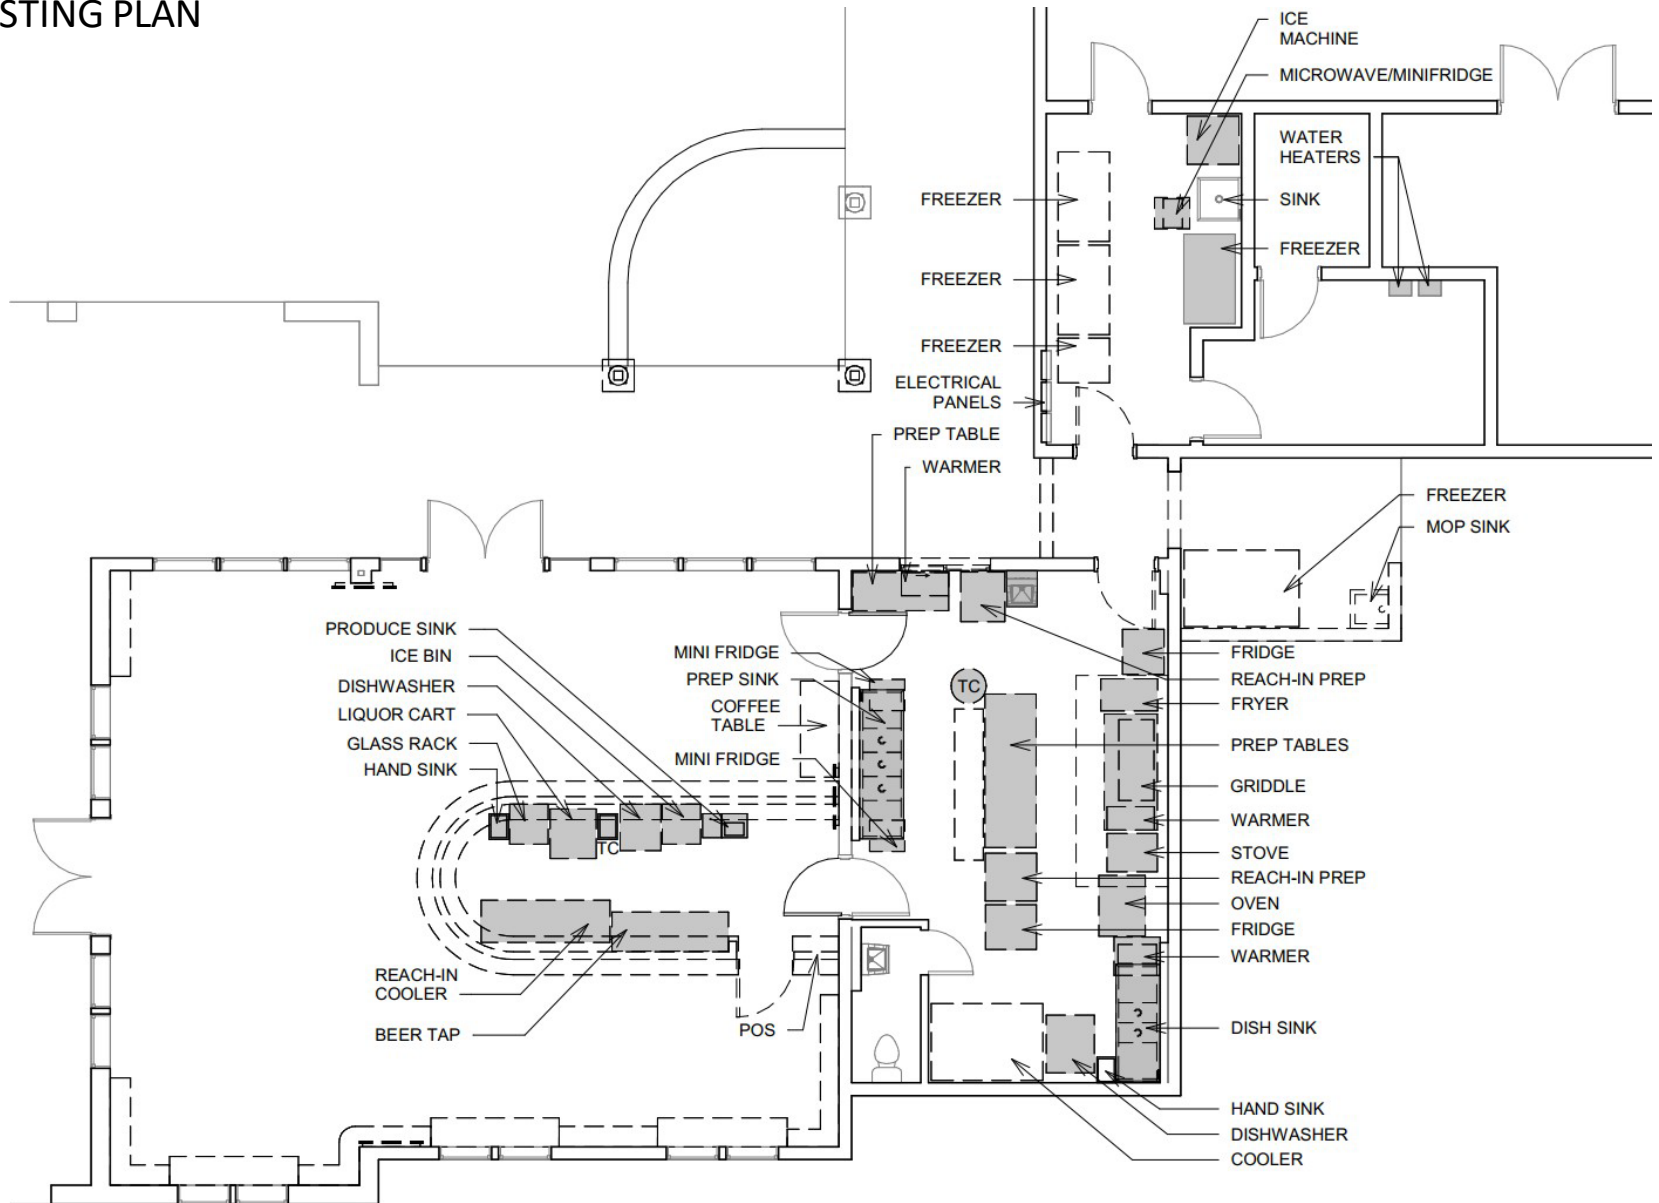 STING PLAN
ICE
MACHINE
MICROWAVE/MINIFRIDGE
WATER
HEATERS
SINK
FREEZER
FREEZER
FREEZER
FREEZER
ELECTRICAL
PANELS
PREP TABLE
WARMER
FREEZER
MOP SINK
PRODUCE SINK
ICE BIN
DISHWASHER
LIQUOR CART
GLASS RACK
HAND SINK
TC
MINI FRIDGE
PREP SINK
COFFEE
TABLE
MINI FRIDGE
TC
FRIDGE
REACH-IN PREP
FRYER
PREP TABLES
GRIDDLE
WARMER
STOVE
REACH-IN PREP
OVEN
FRIDGE
WARMER
DISH SINK
REACH-IN
COOLER
BEER TAP
POS
HAND SINK
DISHWASHER
COOLER